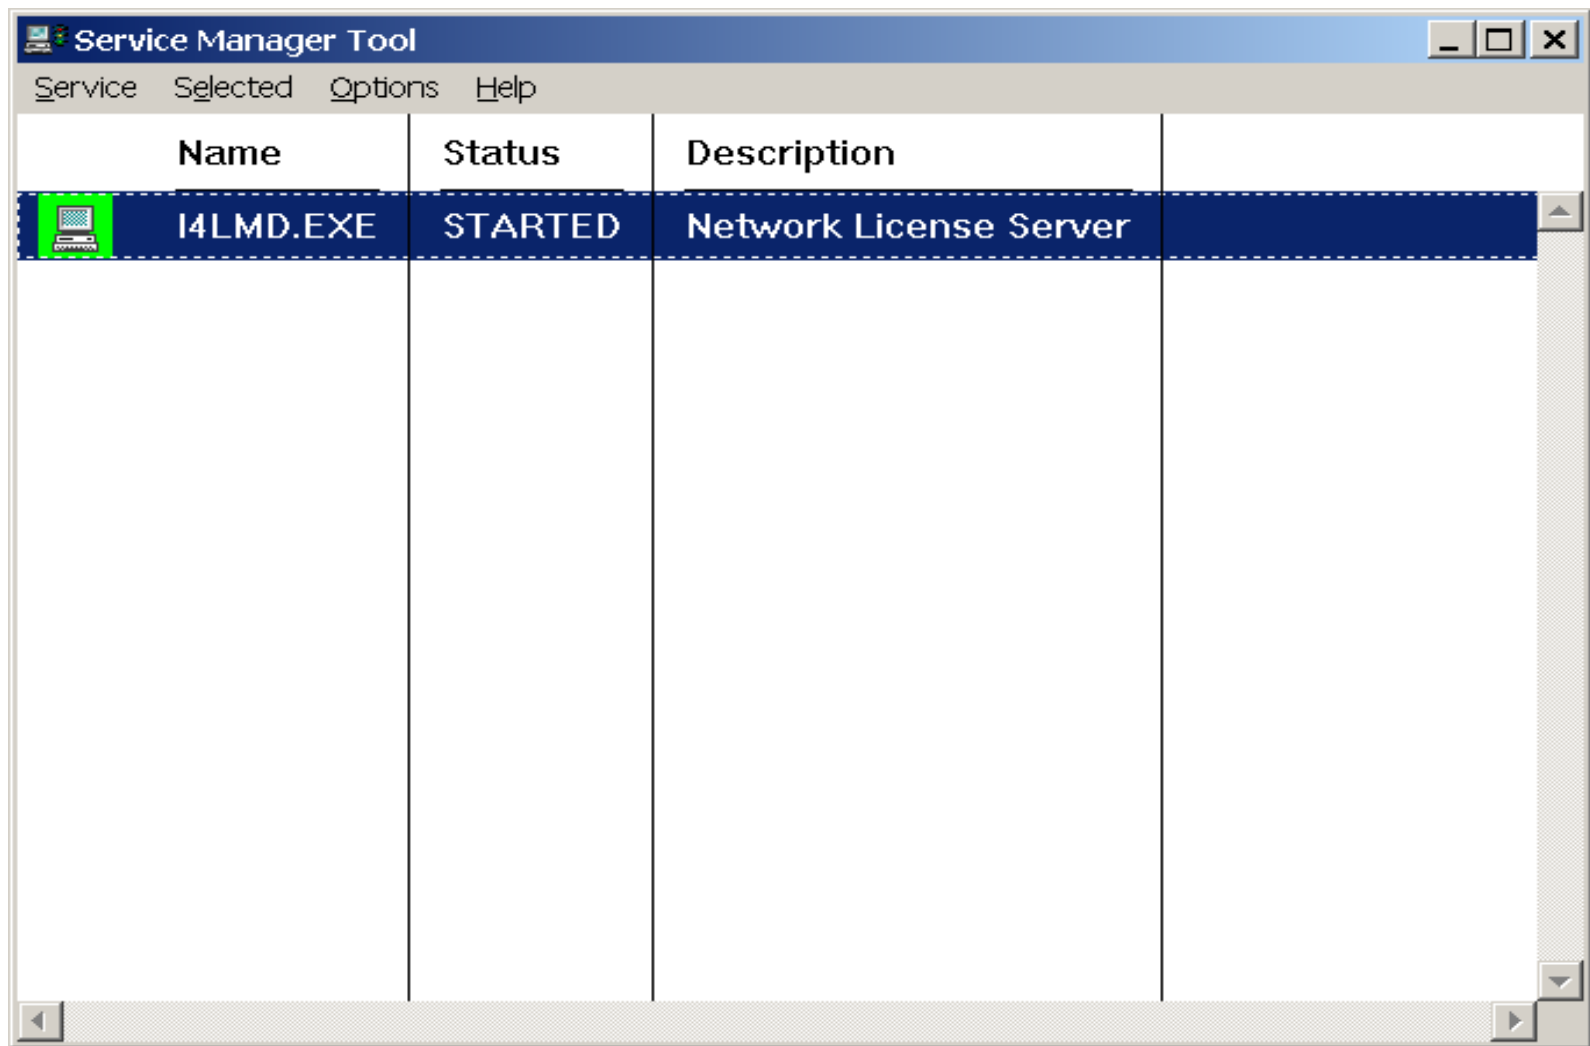 Service Manager Tool
Service Selected Options Help
Name Status Description
I4LMD.EXE STARTED Network License Server